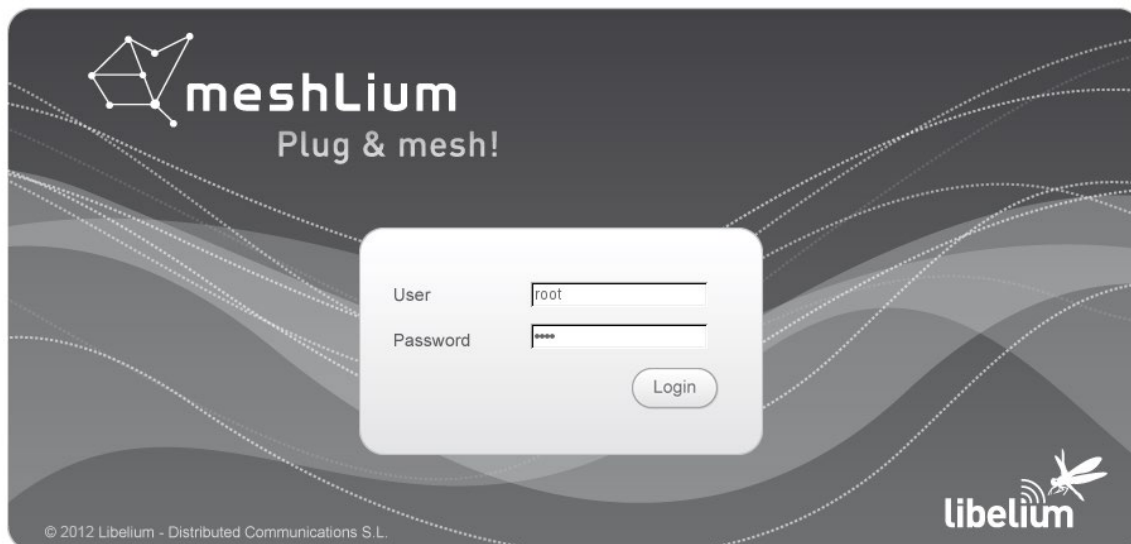 meshLium
Plug & mesh!
User root
Password ••••
Login
libelium
© 2012 Libelium - Distributed Communications S.L.